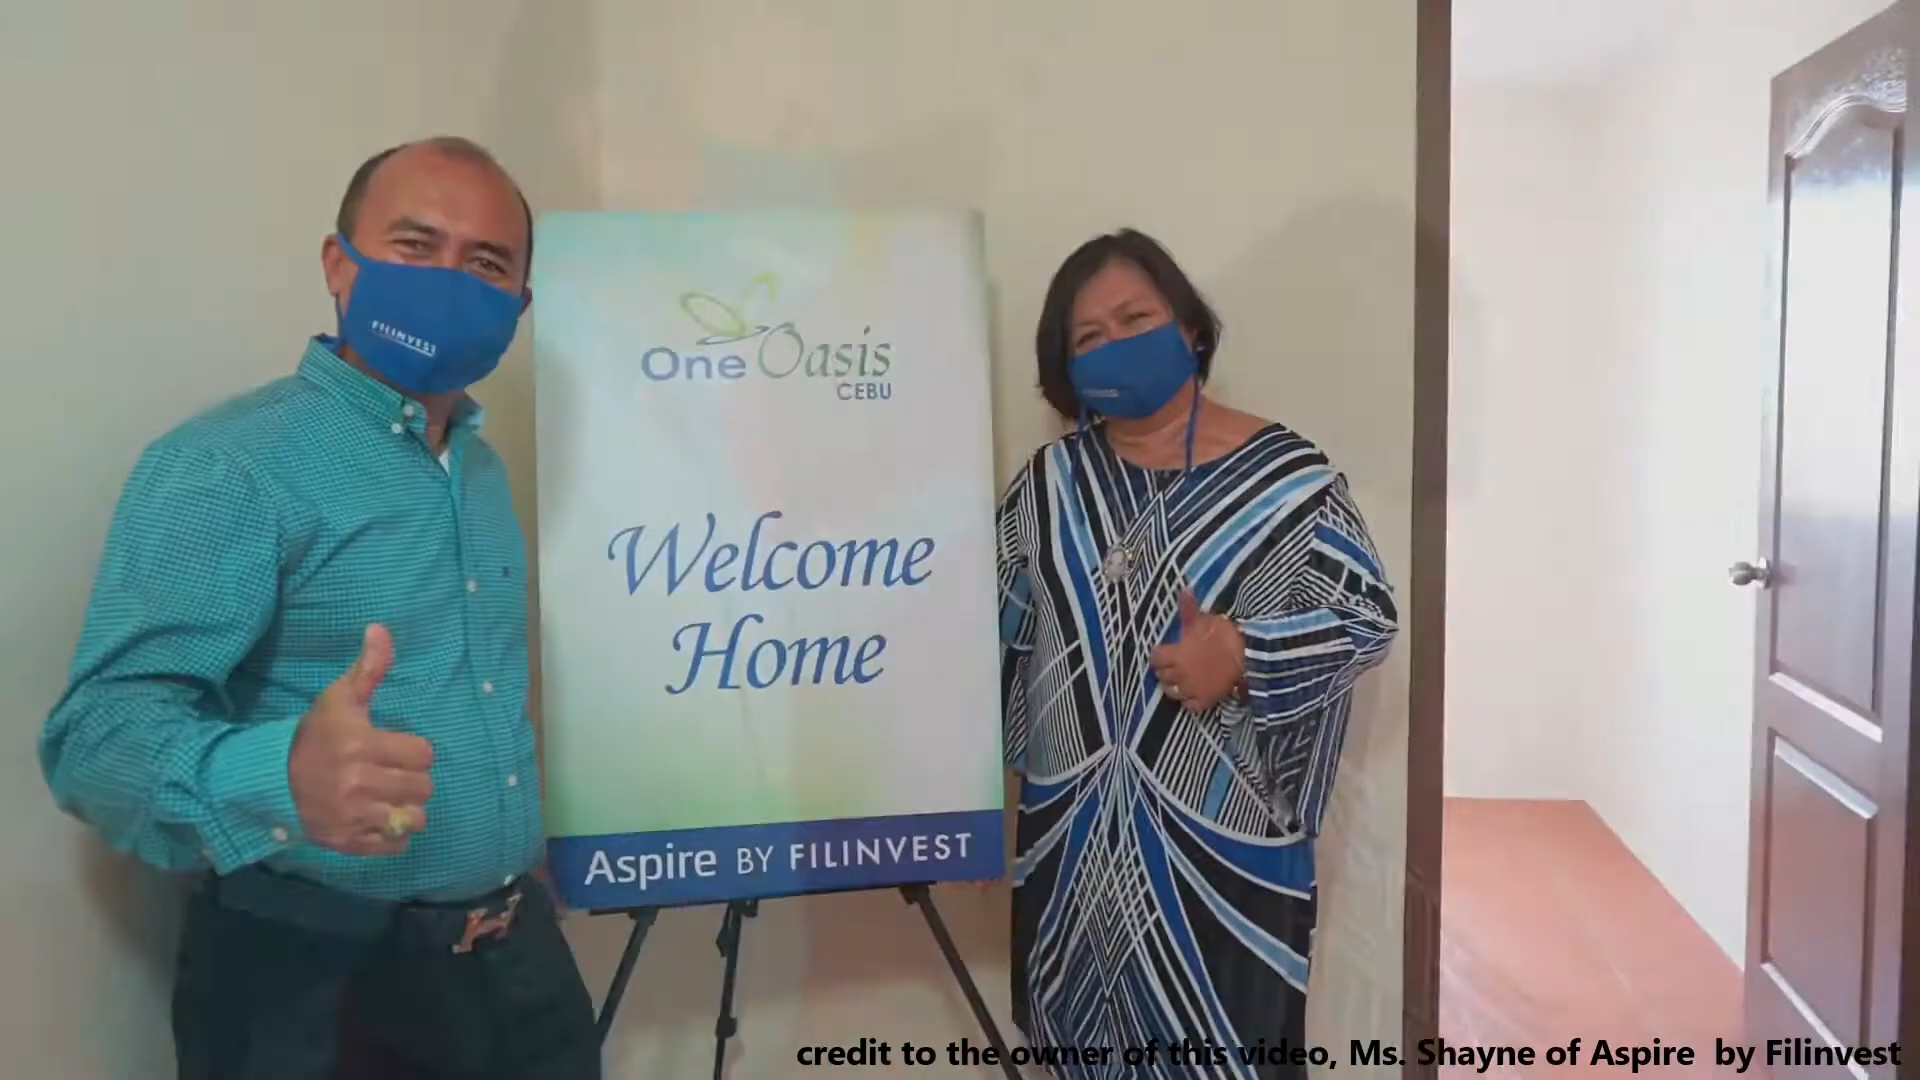 FILINVEST
One Oasis
CEBU
Welcome
Home
Aspire BY FILINVEST
credit to the owner of this video, Ms. Shayne of Aspire by Filinvest